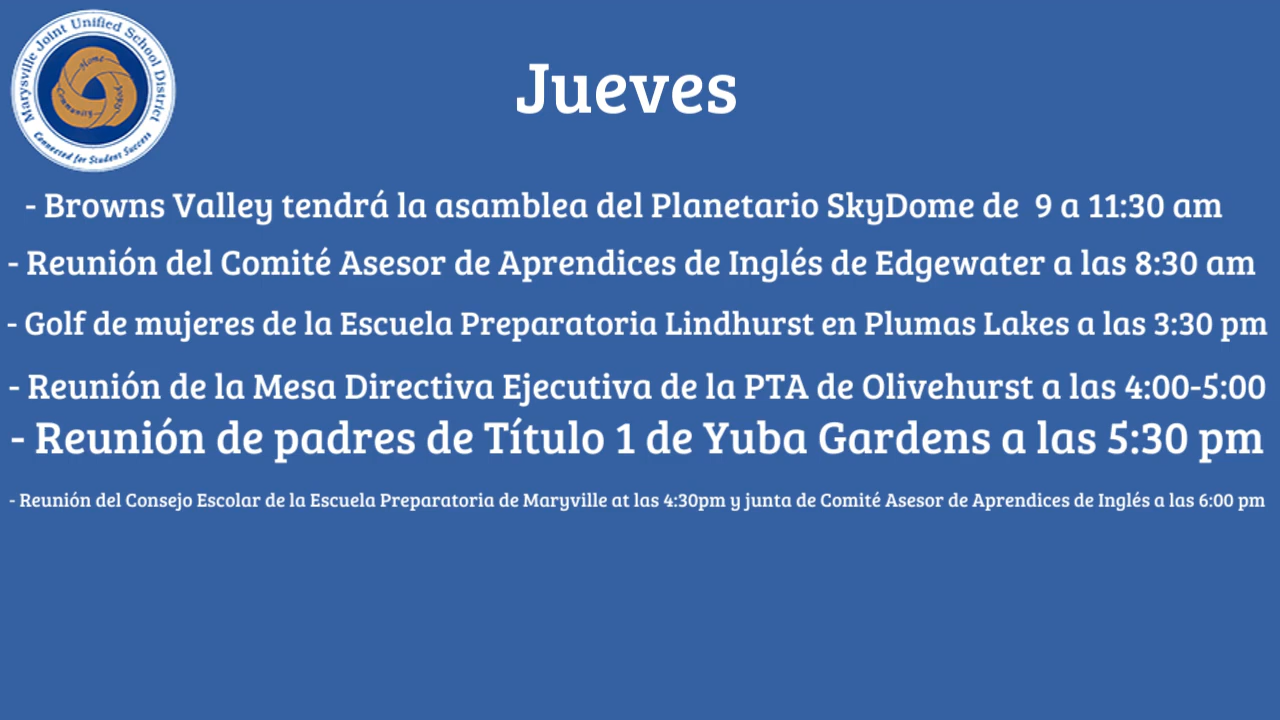 Marysville Joint Unified School District
Home
Community
School
Connected for Student Success
Jueves
- Browns Valley tendrá la asamblea del Planetario SkyDome de  9 a 11:30 am
- Reunión del Comité Asesor de Aprendices de Inglés de Edgewater a las 8:30 am
- Golf de mujeres de la Escuela Preparatoria Lindhurst en Plumas Lakes a las 3:30 pm
- Reunión de la Mesa Directiva Ejecutiva de la PTA de Olivehurst a las 4:00-5:00
- Reunión de padres de Título 1 de Yuba Gardens a las 5:30 pm
- Reunión del Consejo Escolar de la Escuela Preparatoria de Maryville at las 4:30pm y junta de Comité Asesor de Aprendices de Inglés a las 6:00 pm